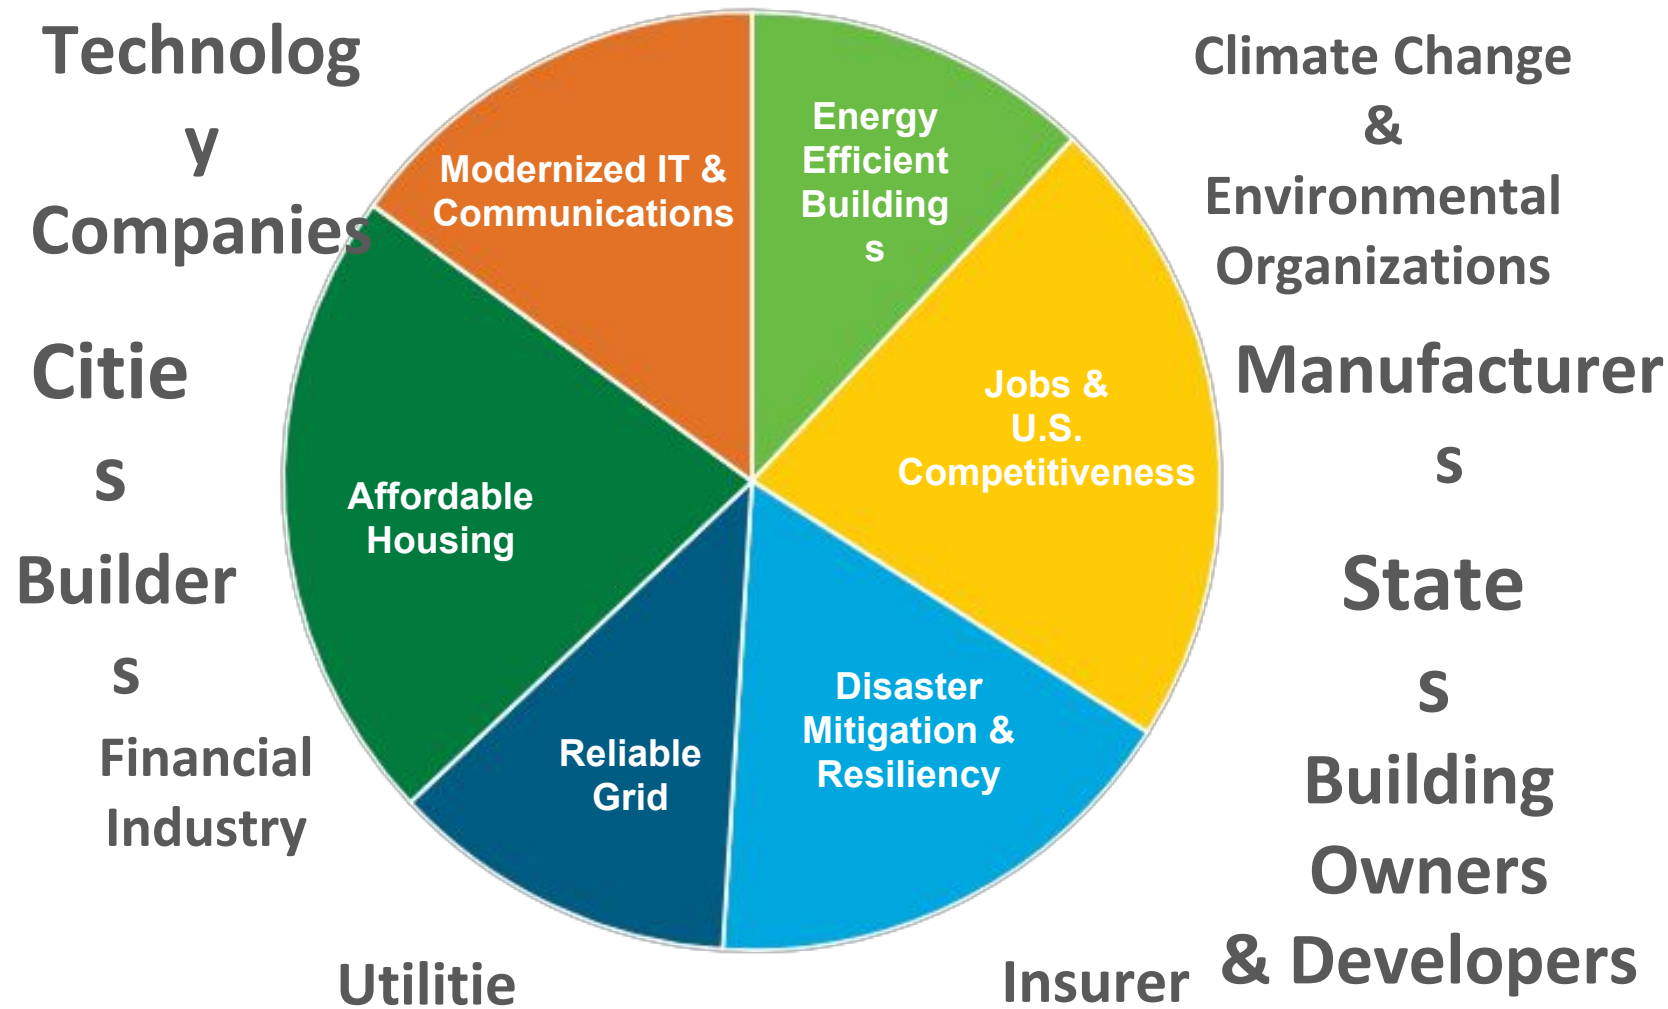 Technolog
y
Companies
Citie
s
Builder
s
Financial
Industry
Utilitie
Modernized IT &
Communications
Energy
Efficient
Building
s
Jobs &
U.S.
Competitiveness
Affordable
Housing
Reliable
Grid
Disaster
Mitigation &
Resiliency
Climate Change
&
Environmental
Organizations
Manufacturer
s
State
s
Building
Owners
& Developers
Insurer